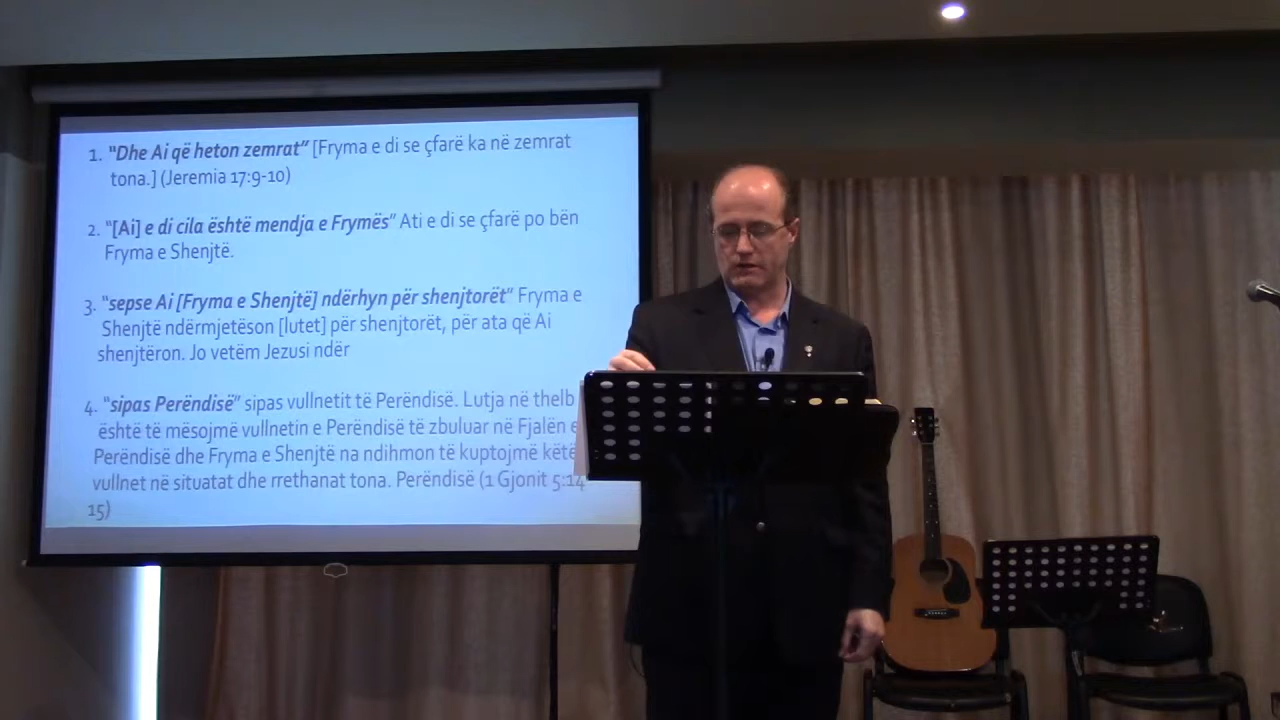 1. "Dhe Ai që heton zemrat" [Fryma e di se çfarë ka në zemrat
tona.] (Jeremia 17:9-10)
2. "[Ai] e di cila është mendja e Frymës" Ati e di se çfarë po bën
Fryma e Shenjtë.
3. "sepse Ai [Fryma e Shenjtë] ndërhyn për shenjtorët" Fryma e
Shenjtë ndërmjetëson [lutet] për shenjtorët, për ata që Ai
shenjtëron. Jo vetëm Jezusi ndër
4. "sipas Perëndisë" sipas vullnetit të Perëndisë. Lutja në thelb
është të mësojmë vullnetin e Perëndisë të zbuluar në Fjalën e
Perëndisë dhe Fryma e Shenjtë na ndihmon të kuptojmë këtë
vullnet në situatat dhe rrethanat tona. Perëndisë (1 Gjonit 5:14-
15)